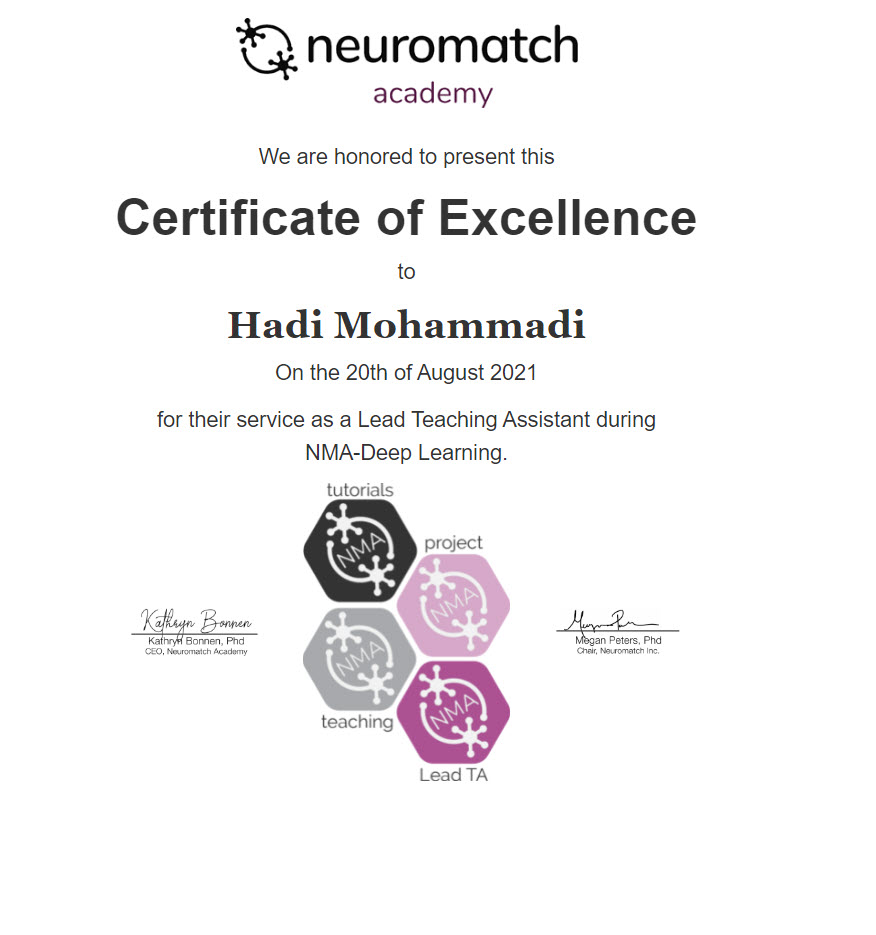 neuromatch
academy
We are honored to present this
Certificate of Excellence
to
Hadi Mohammadi
On the 20th of August 2021
for their service as a Lead Teaching Assistant during
NMA-Deep Learning.
tutorials
NMA
project
NMA
Kathryn Bonnen
Kathryn Bonnen, Phd
CEO, Neuromatch Academy
NMA
teaching
NMA
Lead TA
Megan Peters, Phd
Chair, Neuromatch Inc.